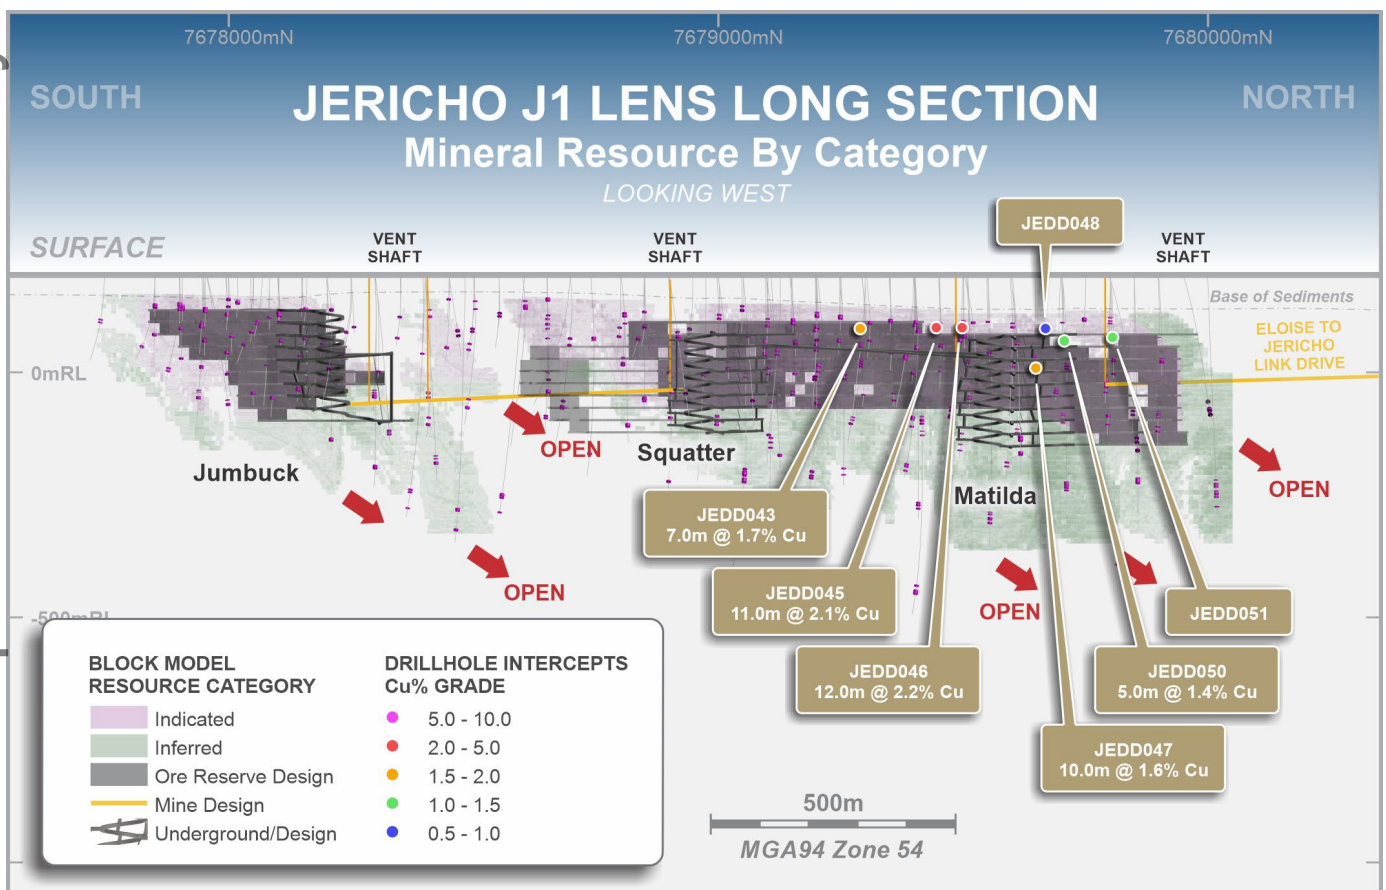 7678000mN
7679000mN
7680000mN
SOUTH
NORTH
JERICHO J1 LENS LONG SECTION
Mineral Resource By Category
LOOKING WEST
JEDD048
SURFACE
VENT
SHAFT
VENT
SHAFT
VENT
SHAFT
Base of Sediments
ELOISE TO
JERICHO
LINK DRIVE
0mRL
OPEN
Squatter
Jumbuck
Matilda
OPEN
JEDD043
7.0m @ 1.7% Cu
OPEN
JEDD045
11.0m @ 2.1% Cu
OPEN
JEDD051
-500mRL
JEDD046
12.0m @ 2.2% Cu
JEDD050
5.0m @ 1.4% Cu
JEDD047
10.0m @ 1.6% Cu
BLOCK MODEL
RESOURCE CATEGORY
Indicated
Inferred
Ore Reserve Design
Mine Design
Underground/Design
DRILLHOLE INTERCEPTS
Cu% GRADE
5.0 - 10.0
2.0 - 5.0
1.5 - 2.0
1.0 - 1.5
0.5 - 1.0
500m
MGA94 Zone 54